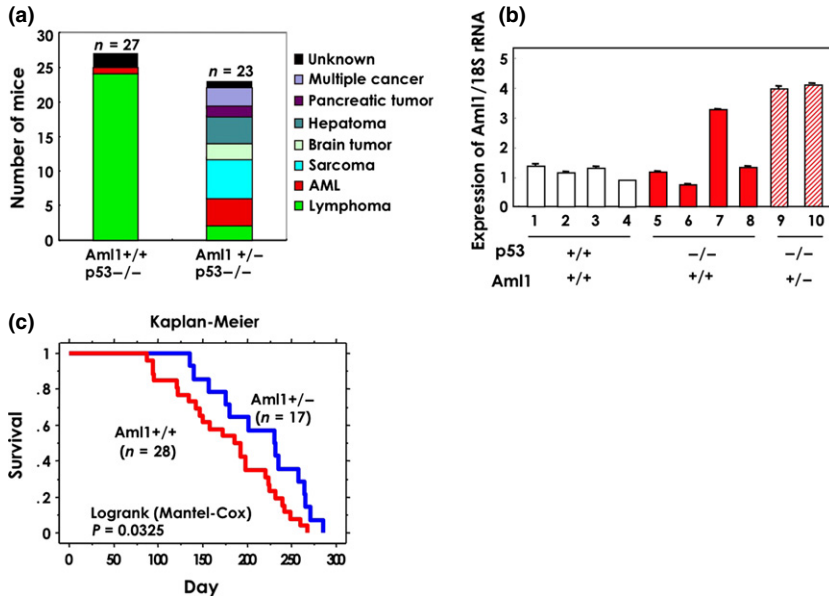 (a)
n = 27
n = 23
30
25
20
15
10
5
0
Number of mice
Aml1+/+
p53−/−
Aml1 +/−
p53−/−
Unknown
Multiple cancer
Pancreatic tumor
Hepatoma
Brain tumor
Sarcoma
AML
Lymphoma
(b)
Expression of Aml1/18S rRNA
5
4
3
2
1
0
1 2 3 4 5 6 7 8 9 10
p53 +/+ −/− −/−
Aml1 +/+ +/+ +/−
(c)
Kaplan-Meier
Survival
1
.8
.6
.4
.2
0
Aml1+/−
(n = 17)
Aml1+/+
(n = 28)
Logrank (Mantel-Cox)
P = 0.0325
0 50 100 150 200 250 300
Day